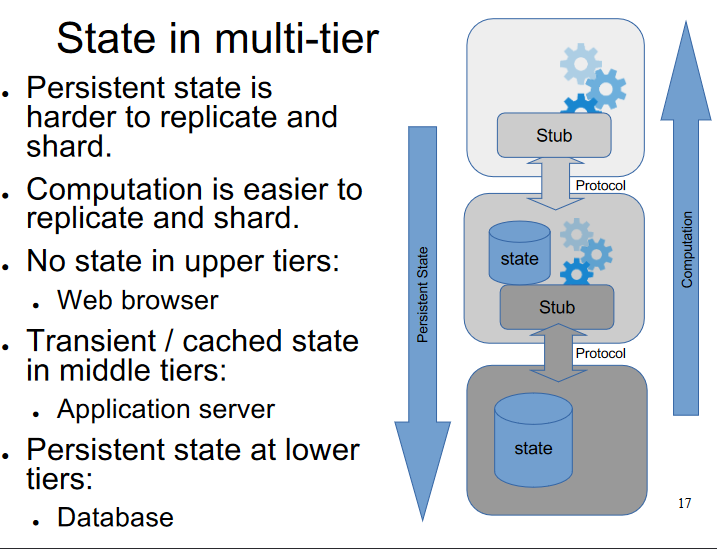 State in multi-tier
• Persistent state is
harder to replicate and
shard.
• Computation is easier to
replicate and shard.
• No state in upper tiers:
• Web browser
• Transient / cached state
in middle tiers:
• Application server
• Persistent state at lower
tiers:
• Database
Persistent State
Stub
Protocol
state
Stub
Protocol
state
Computation
17